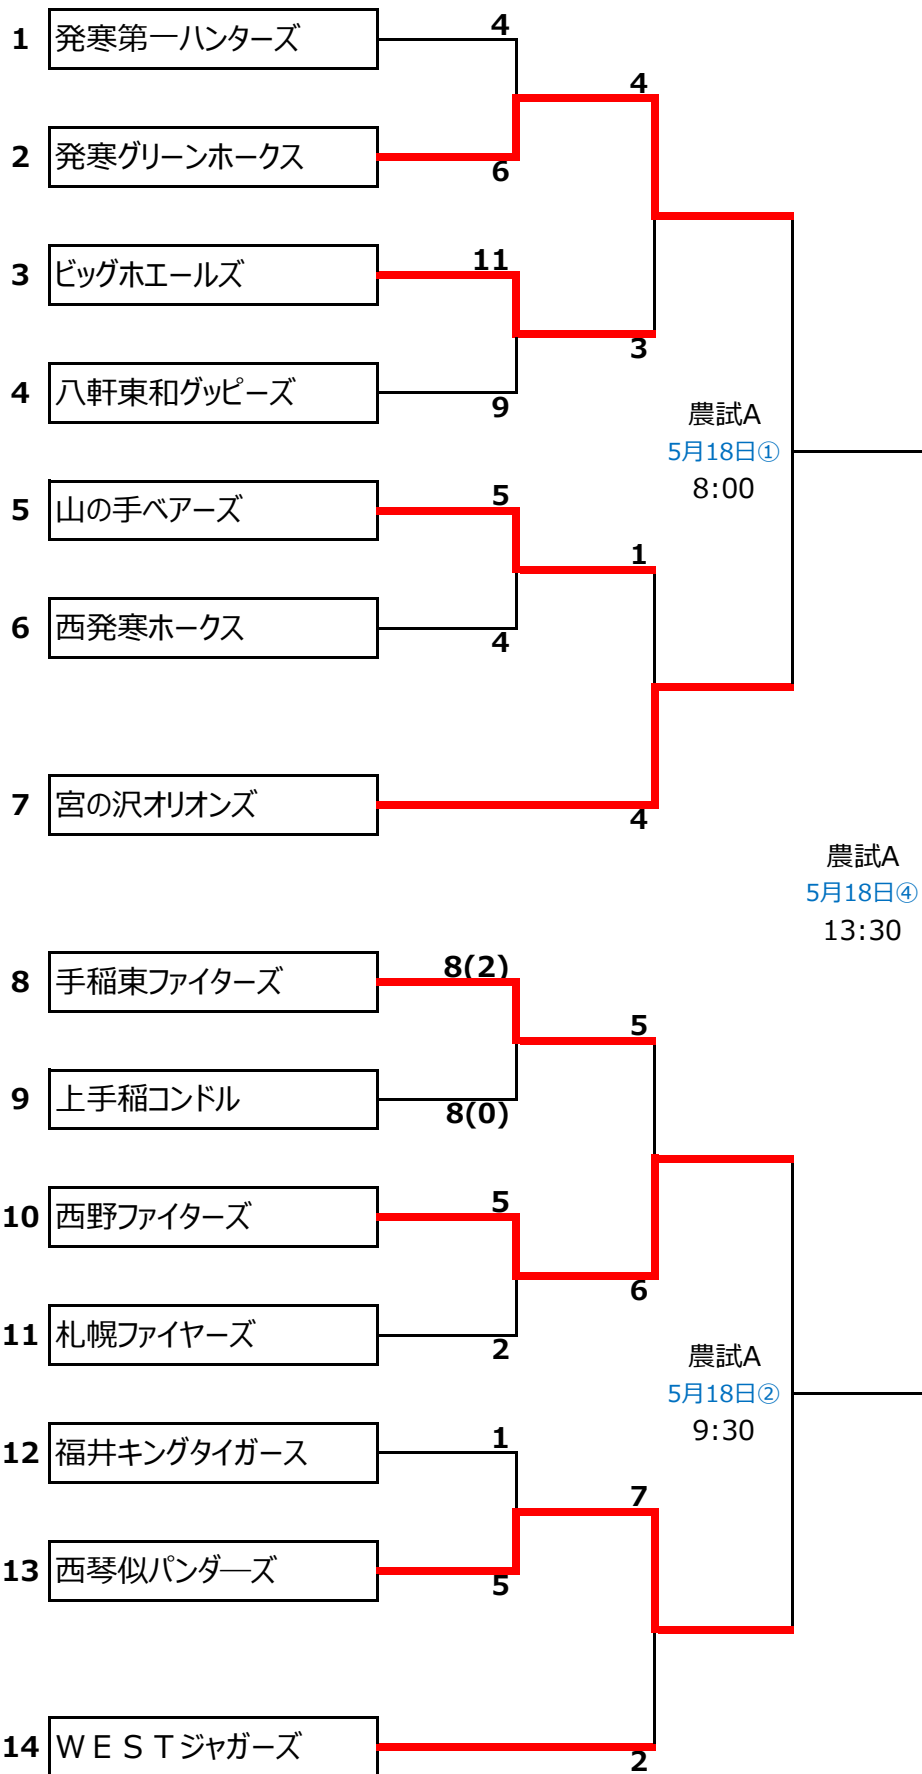 1 発寒第一ハンターズ 4
4
2 発寒グリーンホークス 6
3 ビッグホエールズ 11
3
4 八軒東和グッピーズ 9
農試A
5月18日①
8:00
5 山の手ベアーズ 5
1
6 西発寒ホークス 4
7 宮の沢オリオンズ 4
農試A
5月18日④
13:30
8 手稲東ファイターズ 8(2)
5
9 上手稲コンドル 8(0)
10 西野ファイターズ 5
6
11 札幌ファイヤーズ 2
農試A
5月18日②
9:30
12 福井キングタイガース 1
7
13 西琴似パンダ―ズ 5
14 ＷＥＳＴジャガーズ 2